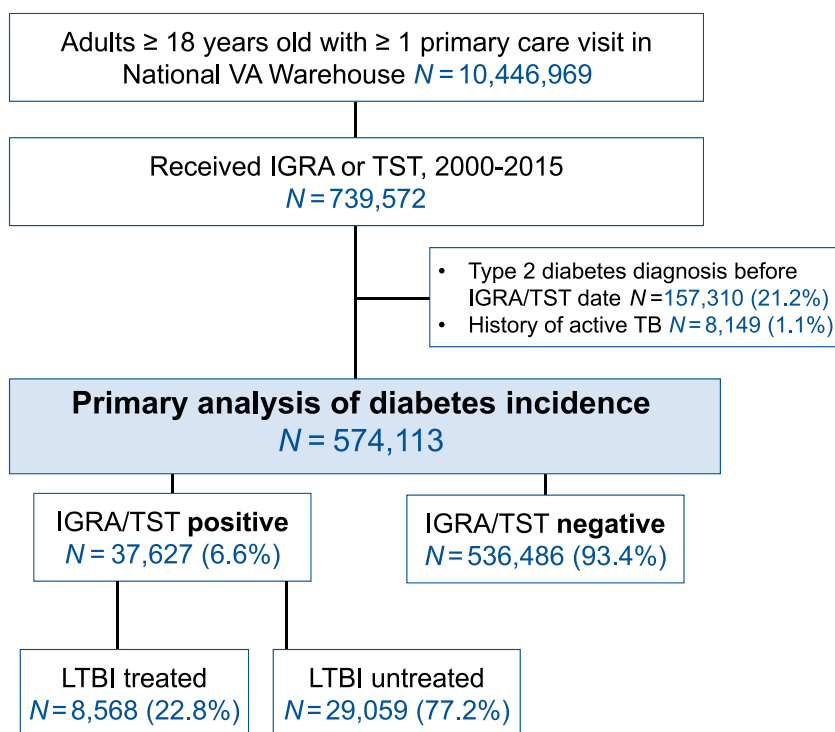 Adults ≥ 18 years old with ≥ 1 primary care visit in
National VA Warehouse N = 10,446,969
Received IGRA or TST, 2000-2015
N = 739,572
• Type 2 diabetes diagnosis before
IGRA/TST date N =157,310 (21.2%)
• History of active TB N = 8,149 (1.1%)
Primary analysis of diabetes incidence
N = 574,113
IGRA/TST positive
N = 37,627 (6.6%)
IGRA/TST negative
N = 536,486 (93.4%)
LTBI treated
N = 8,568 (22.8%)
LTBI untreated
N = 29,059 (77.2%)